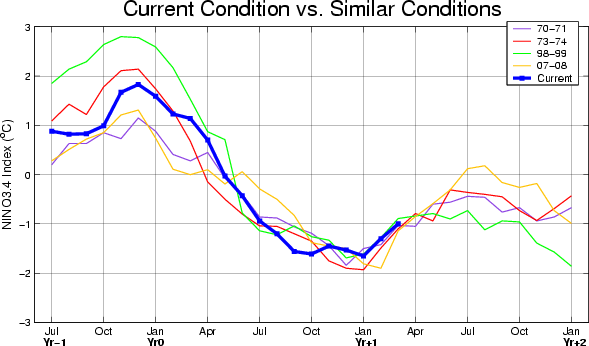 Current Condition vs. Similar Conditions
NINO3.4 Index (°C)
3
2
1
0
−1
−2
−3
70−71
73−74
98−99
07−08
Current
Jul Oct Jan Apr Jul Oct Jan Apr Jul Oct Jan
Yr−1 Yr0 Yr+1 Yr+2